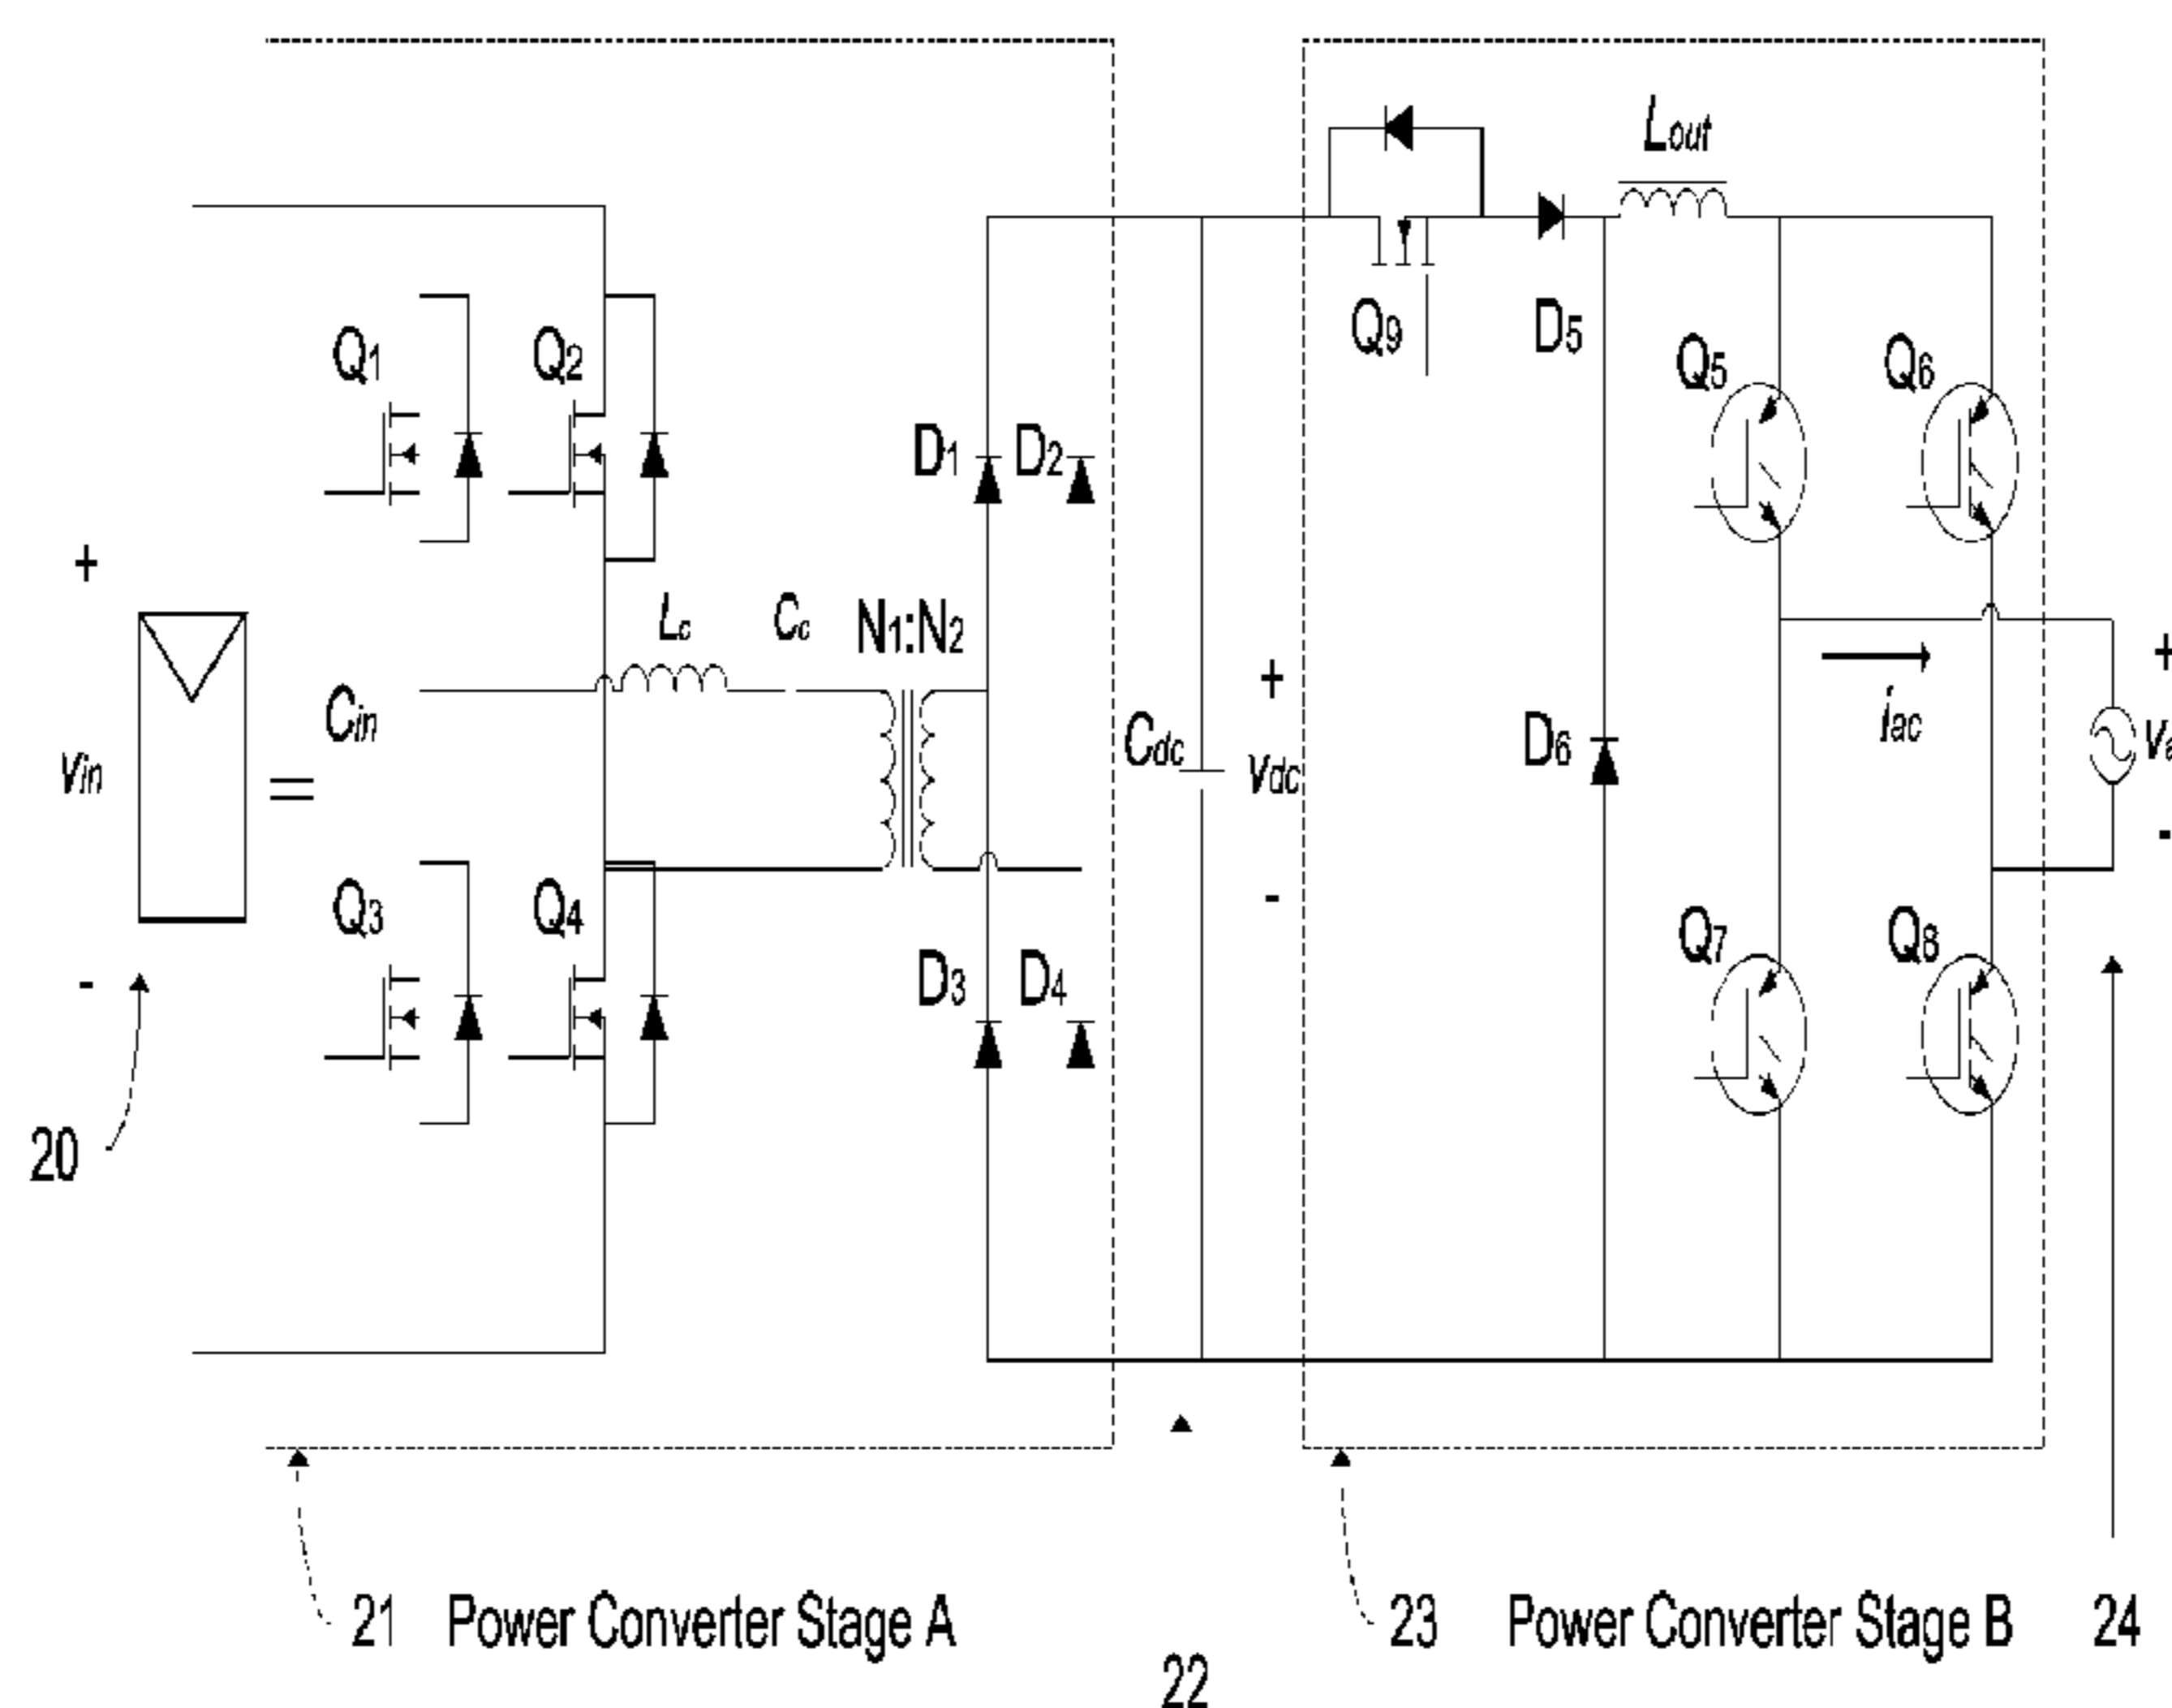 Lout
Q1
Q2
Q9
D5
Q5
Q6
D1
D2
+
Lc
Cc
N1:N2
+
+
Cin
Vin
Cdc
Vdc
D6
iac
-
Q3
Q4
-
Q7
Q8
D3
D4
-
20
21 Power Converter Stage A
23 Power Converter Stage B
24
22